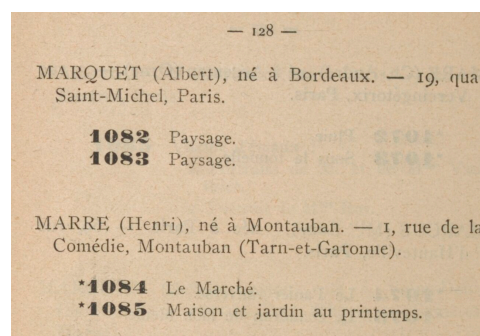 — 128 —
MARQUET (Albert), né à Bordeaux. — 19, qua
Saint-Michel, Paris.
1082 Paysage.
1083 Paysage.
MARRE (Henri), né à Montauban. — 1, rue de la
Comédie, Montauban (Tarn-et-Garonne).
*1084 Le Marché.
*1085 Maison et jardin au printemps.